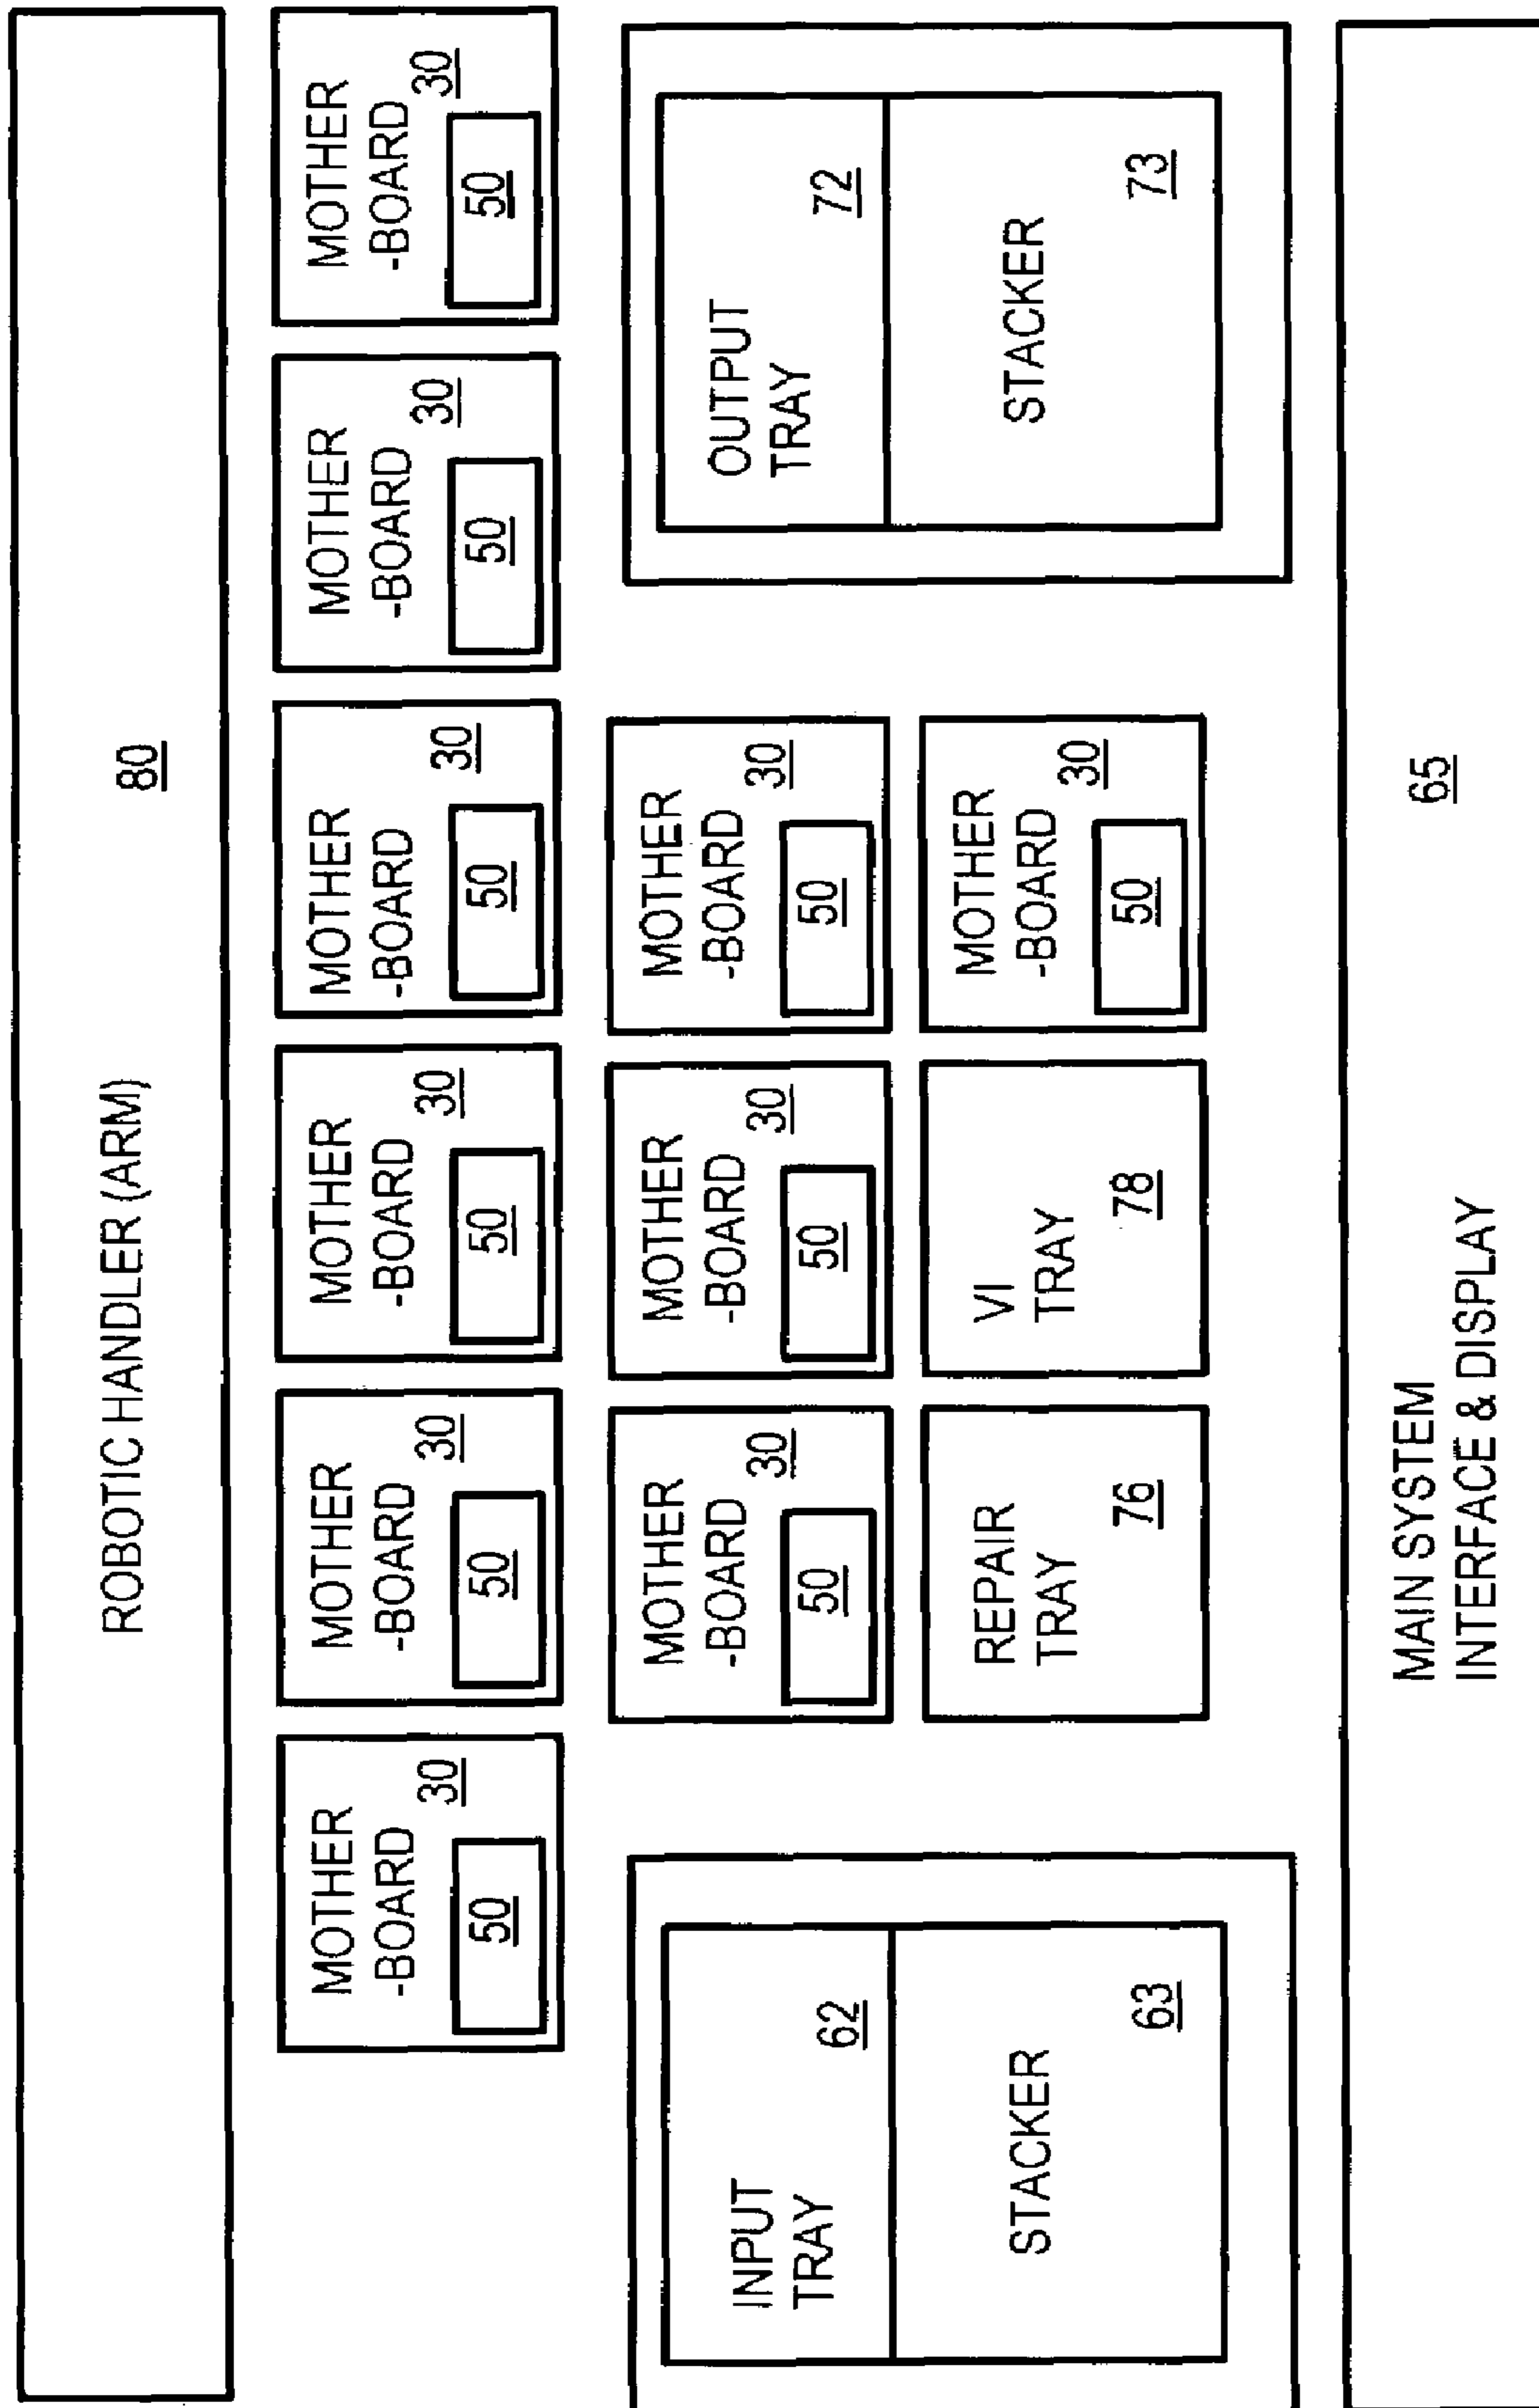 ROBOTIC HANDLER (ARM)
80
MOTHER
-BOARD
30
50
MOTHER
-BOARD
30
50
MOTHER
-BOARD
30
50
MOTHER
-BOARD
30
50
MOTHER
-BOARD
30
50
MOTHER
-BOARD
30
50
INPUT
TRAY
62
STACKER
63
MOTHER
-BOARD
30
50
MOTHER
-BOARD
30
50
MOTHER
-BOARD
30
50
REPAIR
TRAY
76
VI
TRAY
78
MOTHER
-BOARD
30
50
OUTPUT
TRAY
72
STACKER
73
MAIN SYSTEM
INTERFACE & DISPLAY
65